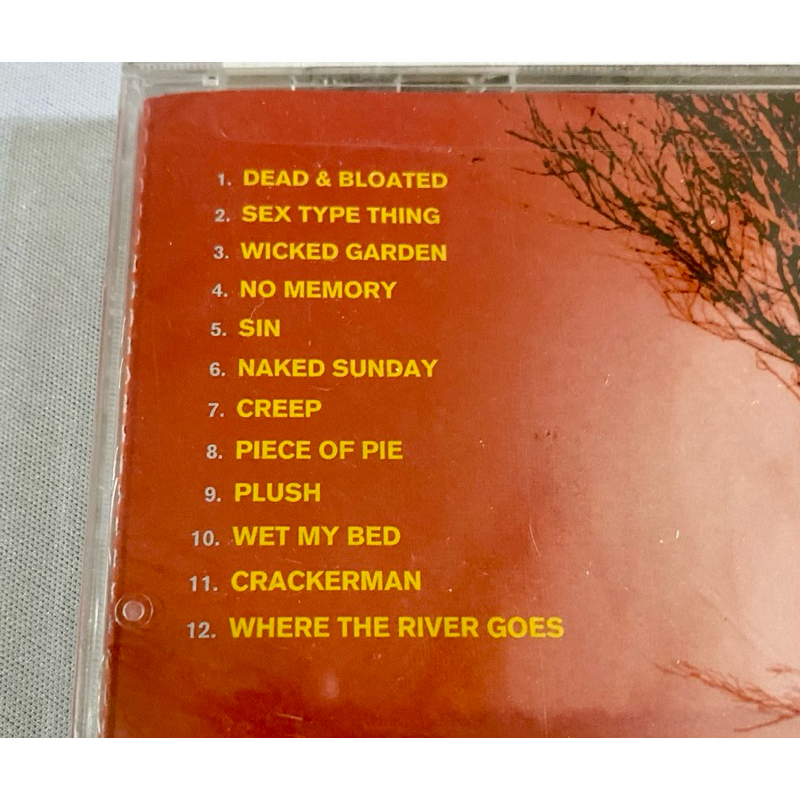 1. DEAD & BLOATED
2. SEX TYPE THING
3. WICKED GARDEN
4. NO MEMORY
5. SIN
6. NAKED SUNDAY
7. CREEP
8. PIECE OF PIE
9. PLUSH
10. WET MY BED
11. CRACKERMAN
12. WHERE THE RIVER GOES